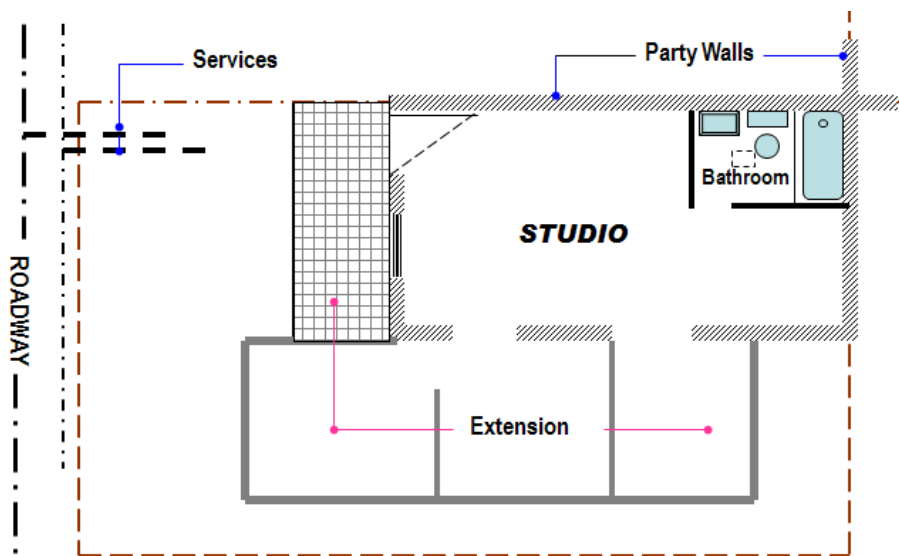 Services
Party Walls
Bathroom
STUDIO
ROADWAY
Extension